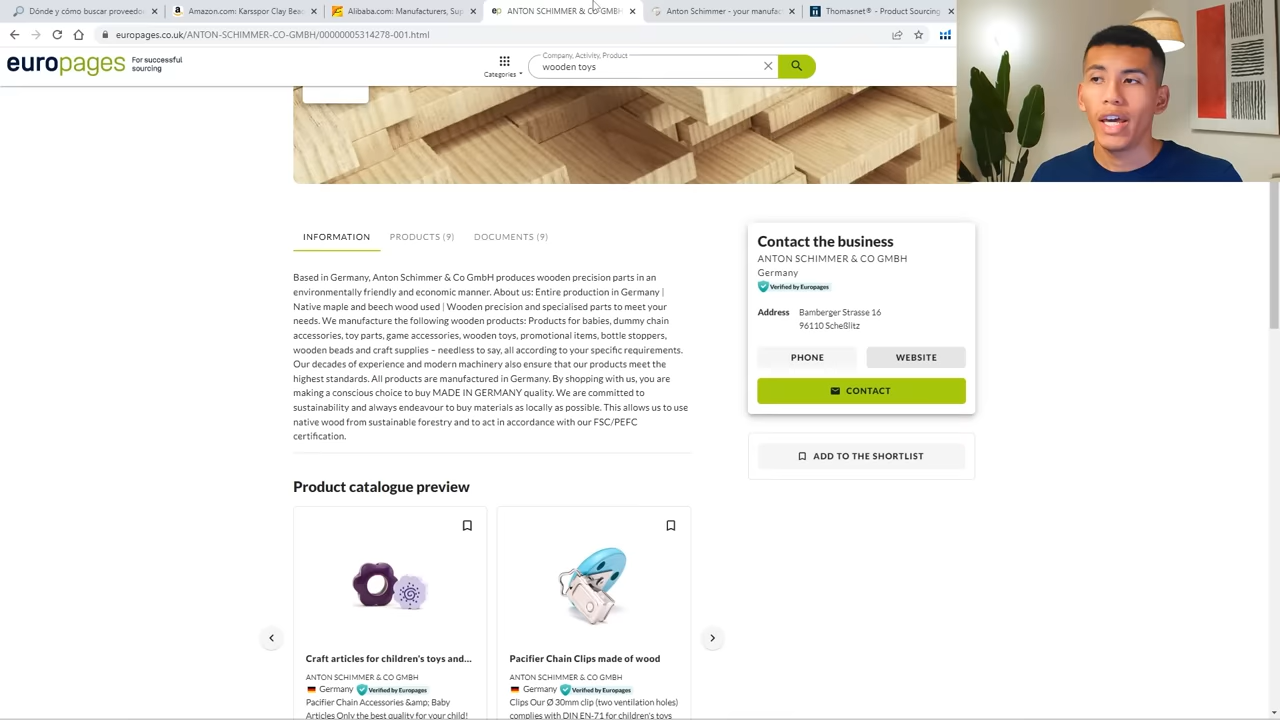 Dónde y cómo buscar proveedo
Amazon.com: Karsspor Clay Bea
Alibaba.com: Manufacturers, Sup
ep ANTON SCHIMMER & CO GMBH
Anton Schimmer - your manufac
Thomasnet® - Product Sourcing
europages.co.uk/ANTON-SCHIMMER-CO-GMBH/00000005314278-001.html
europages
For successful
sourcing
Categories
Company, Activity, Product
wooden toys
INFORMATION
PRODUCTS (9)
DOCUMENTS (9)
Based in Germany, Anton Schimmer & Co GmbH produces wooden precision parts in an
environmentally friendly and economic manner. About us: Entire production in Germany |
Native maple and beech wood used | Wooden precision and specialised parts to meet your
needs. We manufacture the following wooden products: Products for babies, dummy chain
accessories, toy parts, game accessories, wooden toys, promotional items, bottle stoppers,
wooden beads and craft supplies – needless to say, all according to your specific requirements.
Our decades of experience and modern machinery also ensure that our products meet the
highest standards. All products are manufactured in Germany. By shopping with us, you are
making a conscious choice to buy MADE IN GERMANY quality. We are committed to
sustainability and always endeavour to buy materials as locally as possible. This allows us to use
native wood from sustainable forestry and to act in accordance with our FSC/PEFC
certification.
Contact the business
ANTON SCHIMMER & CO GMBH
Germany
Verified by Europages
Address Bamberger Strasse 16
96110 Scheßlitz
PHONE
WEBSITE
CONTACT
ADD TO THE SHORTLIST
Product catalogue preview
Craft articles for children's toys and...
ANTON SCHIMMER & CO GMBH
Germany Verified by Europages
Pacifier Chain Accessories &amp; Baby
Articles Only the best quality for your child!
Pacifier Chain Clips made of wood
ANTON SCHIMMER & CO GMBH
Germany Verified by Europages
Clips Our Ø 30mm clip (two ventilation holes)
complies with DIN EN-71 for children's toys